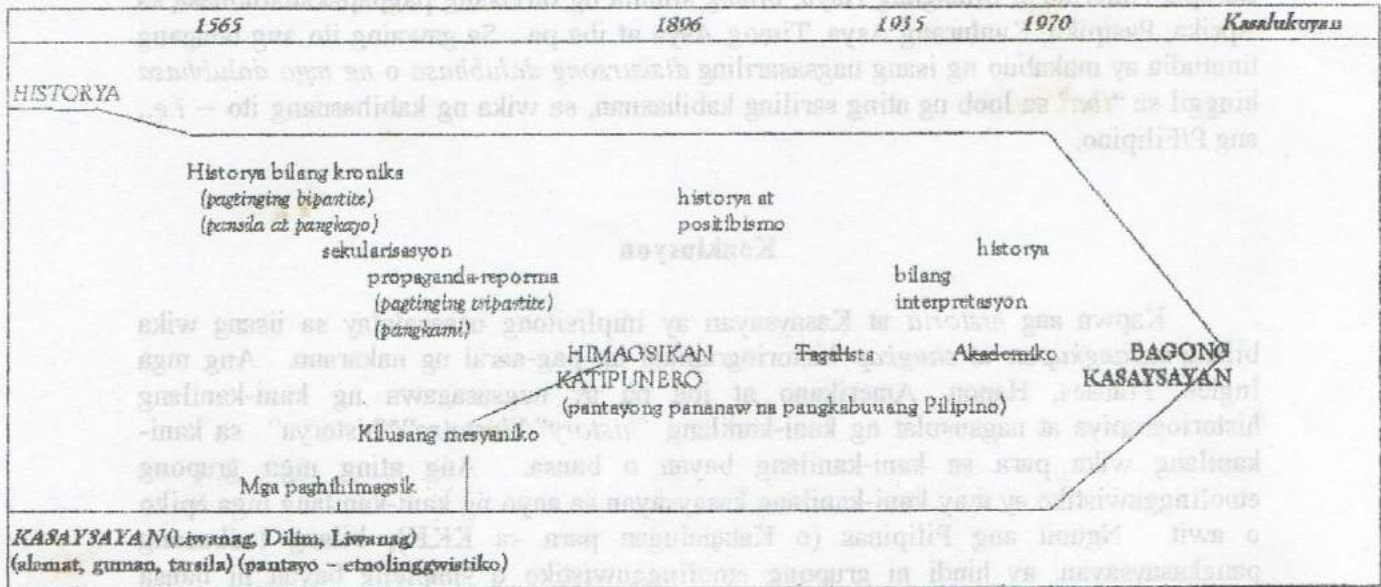 1565 1896 1935 1970 Kasalukuyan
HISTORYA
Historya bilang kronika
(pagtinging bipartite)
(pansila at pangkayo)
historya at
positibismo
sekularisasyon
propaganda-reporma
(pagtinging tripartite)
(pangkami)
historya
bilang
interpretasyon
HIMAGSIKAN Tagalista Akademiko BAGONG
KATIPUNERO KASAYSAYAN
(pantayong pananaw na pangkabuuang Pilipino)
Kilusang mesyaniko
Mga paghihimagsik
KASAYSAYAN (Liwanag, Dilim, Liwanag)
(alamat, guman, tarsila) (pantayo – etnolinggwistiko)